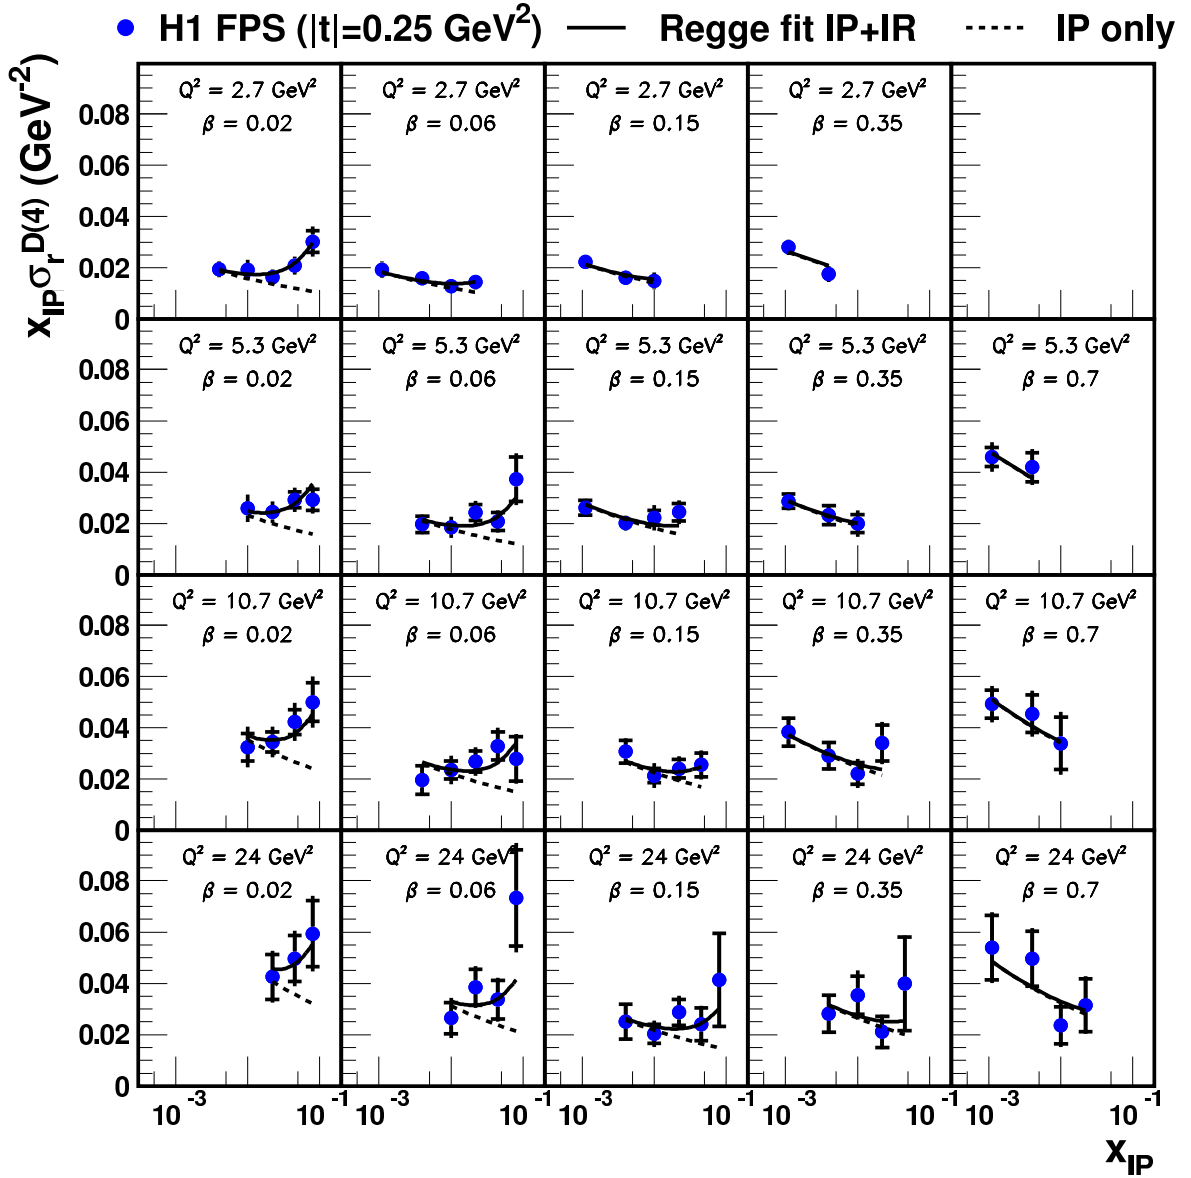 H1 FPS (|t|=0.25 GeV²) Regge fit IP+IR IP only
x_IP σ_r^D(4) (GeV⁻²)
Q² = 2.7 GeV² Q² = 2.7 GeV² Q² = 2.7 GeV² Q² = 2.7 GeV²
β = 0.02 β = 0.06 β = 0.15 β = 0.35
0.08
0.06
0.04
0.02
0
Q² = 5.3 GeV² Q² = 5.3 GeV² Q² = 5.3 GeV² Q² = 5.3 GeV² Q² = 5.3 GeV²
β = 0.02 β = 0.06 β = 0.15 β = 0.35 β = 0.7
0.08
0.06
0.04
0.02
0
Q² = 10.7 GeV² Q² = 10.7 GeV² Q² = 10.7 GeV² Q² = 10.7 GeV² Q² = 10.7 GeV²
β = 0.02 β = 0.06 β = 0.15 β = 0.35 β = 0.7
0.08
0.06
0.04
0.02
0
Q² = 24 GeV² Q² = 24 GeV² Q² = 24 GeV² Q² = 24 GeV² Q² = 24 GeV²
β = 0.02 β = 0.06 β = 0.15 β = 0.35 β = 0.7
0.08
0.06
0.04
0.02
0
10⁻³ 10⁻¹ 10⁻³ 10⁻¹ 10⁻³ 10⁻¹ 10⁻³ 10⁻¹ 10⁻³ 10⁻¹
x_IP